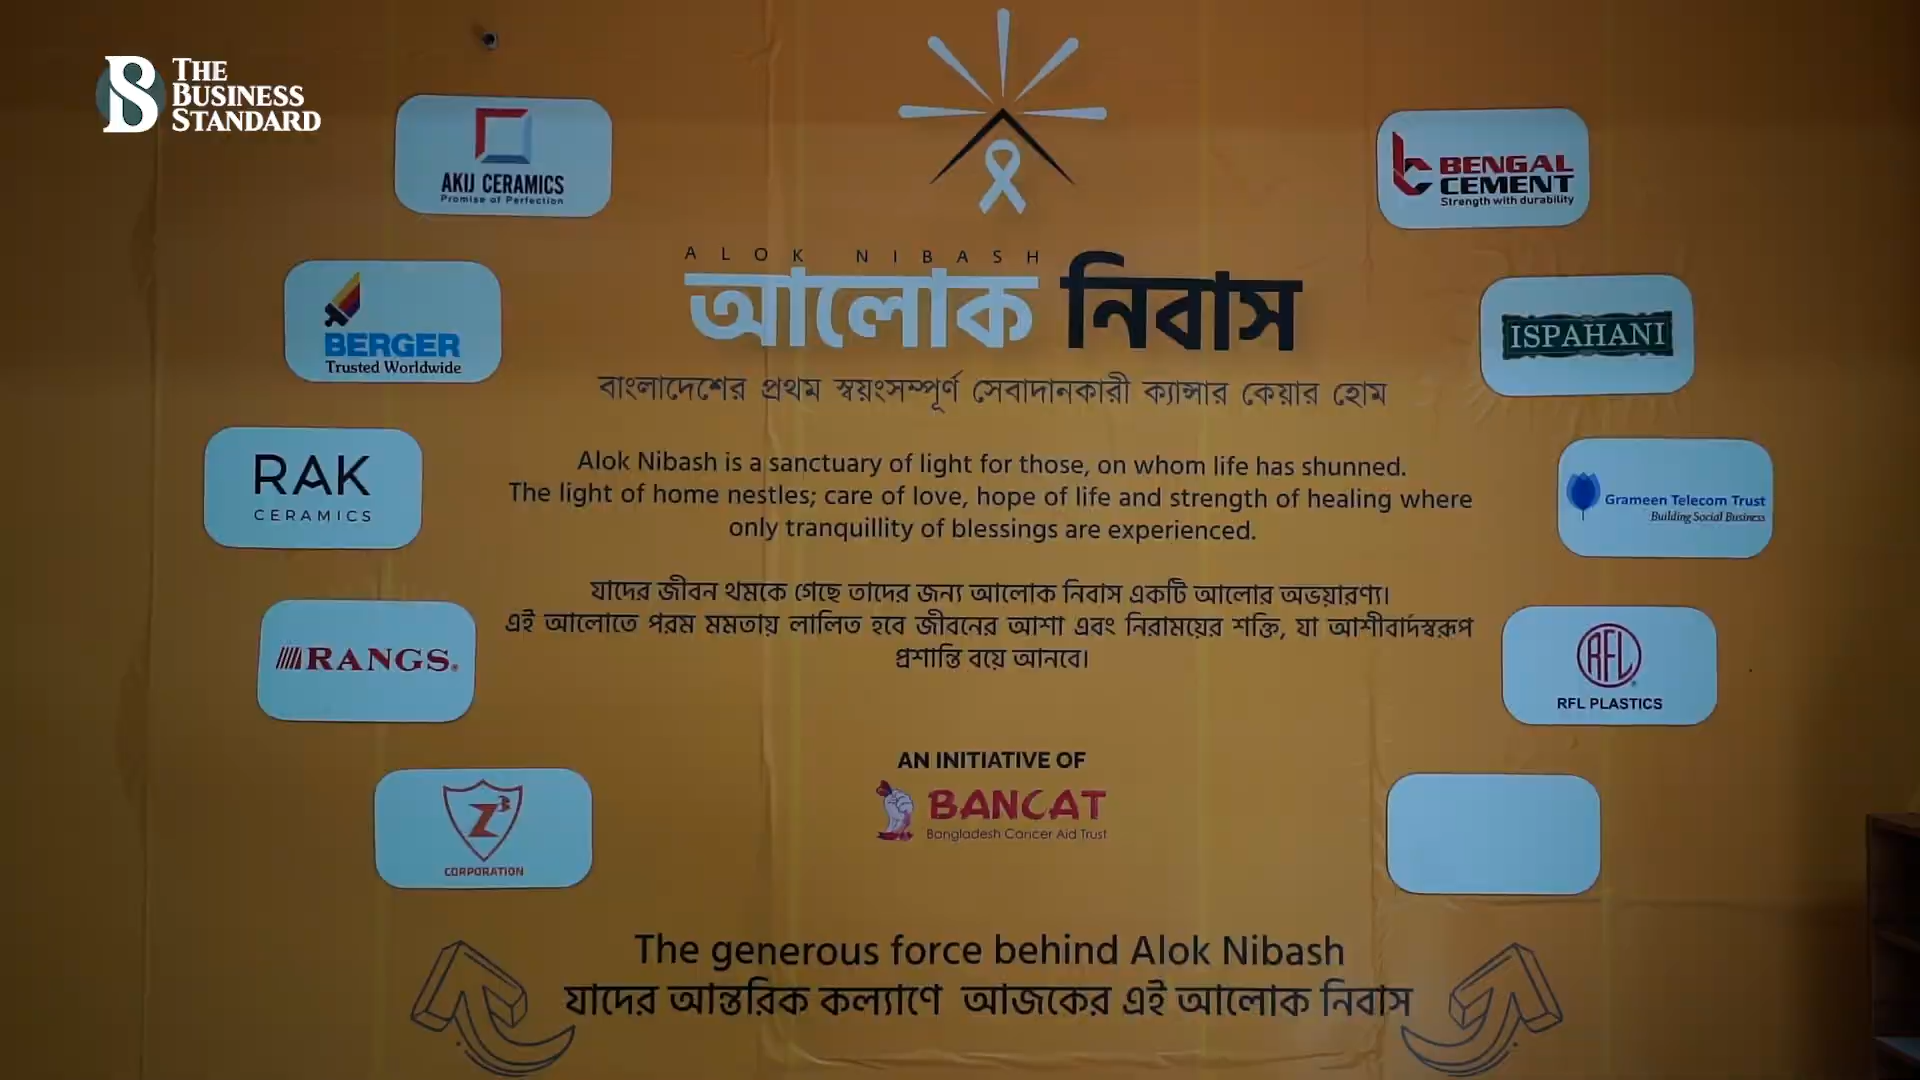 THE
BUSINESS
STANDARD
AKIJ CERAMICS
Promise of Perfection
BENGAL
CEMENT
Strength with durability
ALOK NIBASH
আলোক নিবাস
BERGER
Trusted Worldwide
ISPAHANI
বাংলাদেশের প্রথম স্বয়ংসম্পূর্ণ সেবাদানকারী ক্যান্সার কেয়ার হোম
RAK
CERAMICS
Alok Nibash is a sanctuary of light for those, on whom life has shunned.
The light of home nestles; care of love, hope of life and strength of healing where
only tranquillity of blessings are experienced.
Grameen Telecom Trust
Building Social Business
যাদের জীবন থমকে গেছে তাদের জন্য আলোক নিবাস একটি আলোর অভয়ারণ্য।
এই আলোতে পরম মমতায় লালিত হবে জীবনের আশা এবং নিরাময়ের শক্তি, যা আশীবার্দস্বরূপ
প্রশান্তি বয়ে আনবে।
RANGS
RFL
RFL PLASTICS
AN INITIATIVE OF
BANCAT
Bangladesh Cancer Aid Trust
Z3
CORPORATION
The generous force behind Alok Nibash
যাদের আন্তরিক কল্যাণে আজকের এই আলোক নিবাস